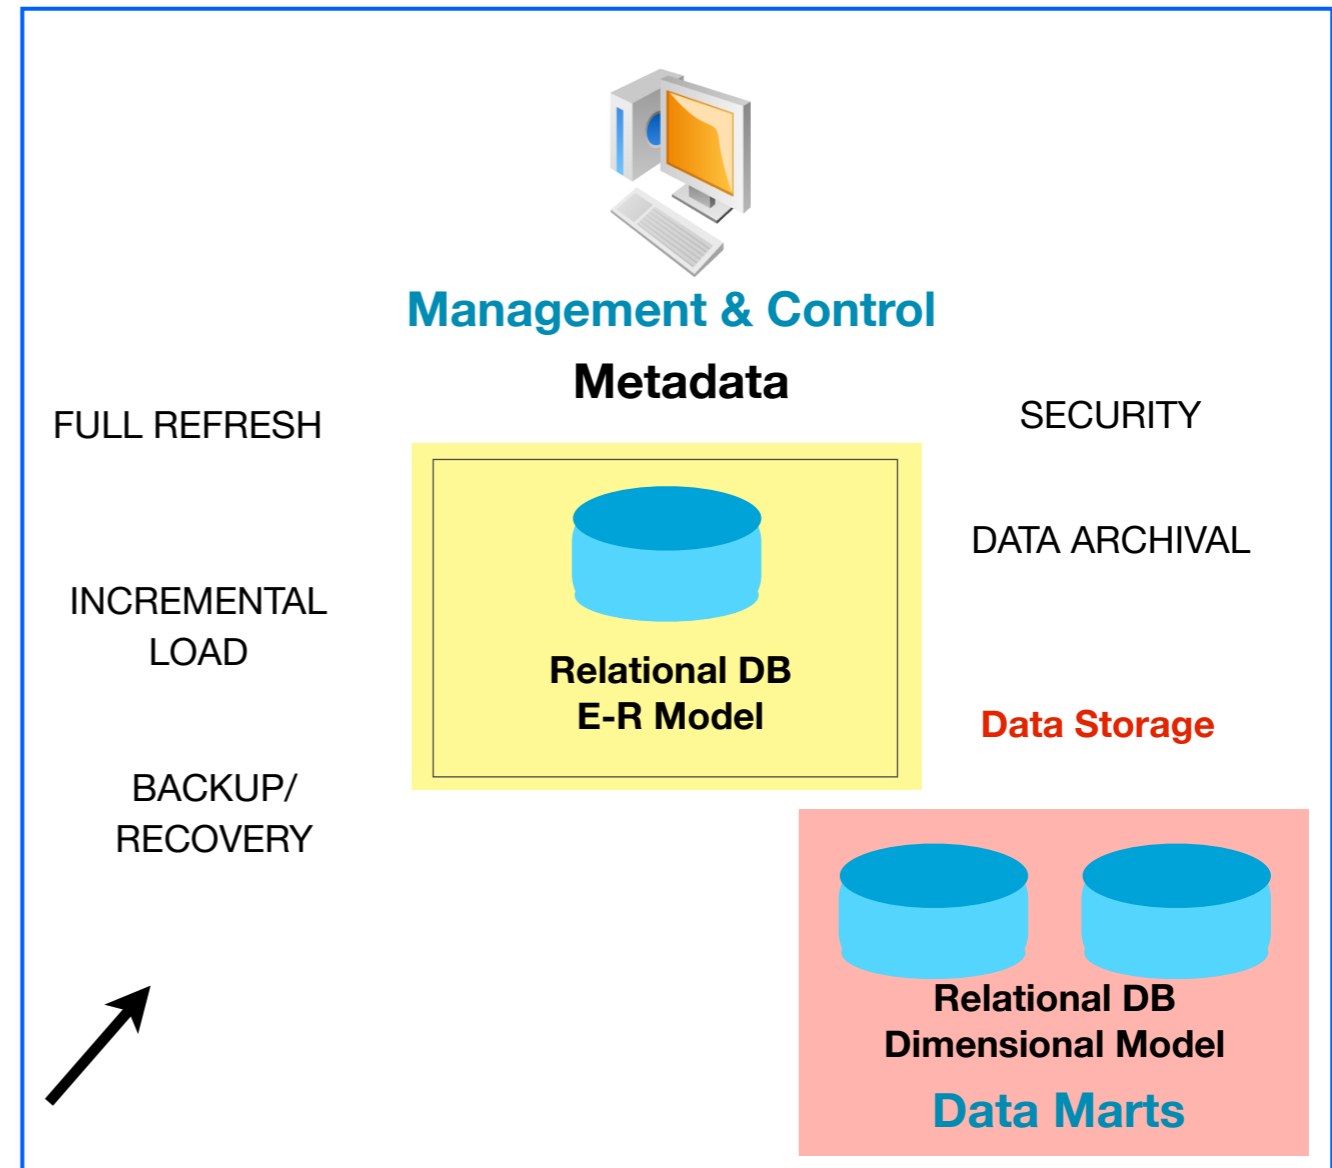 Management & Control
Metadata
FULL REFRESH
SECURITY
DATA ARCHIVAL
INCREMENTAL
LOAD
Relational DB
E-R Model
Data Storage
BACKUP/
RECOVERY
Relational DB
Dimensional Model
Data Marts